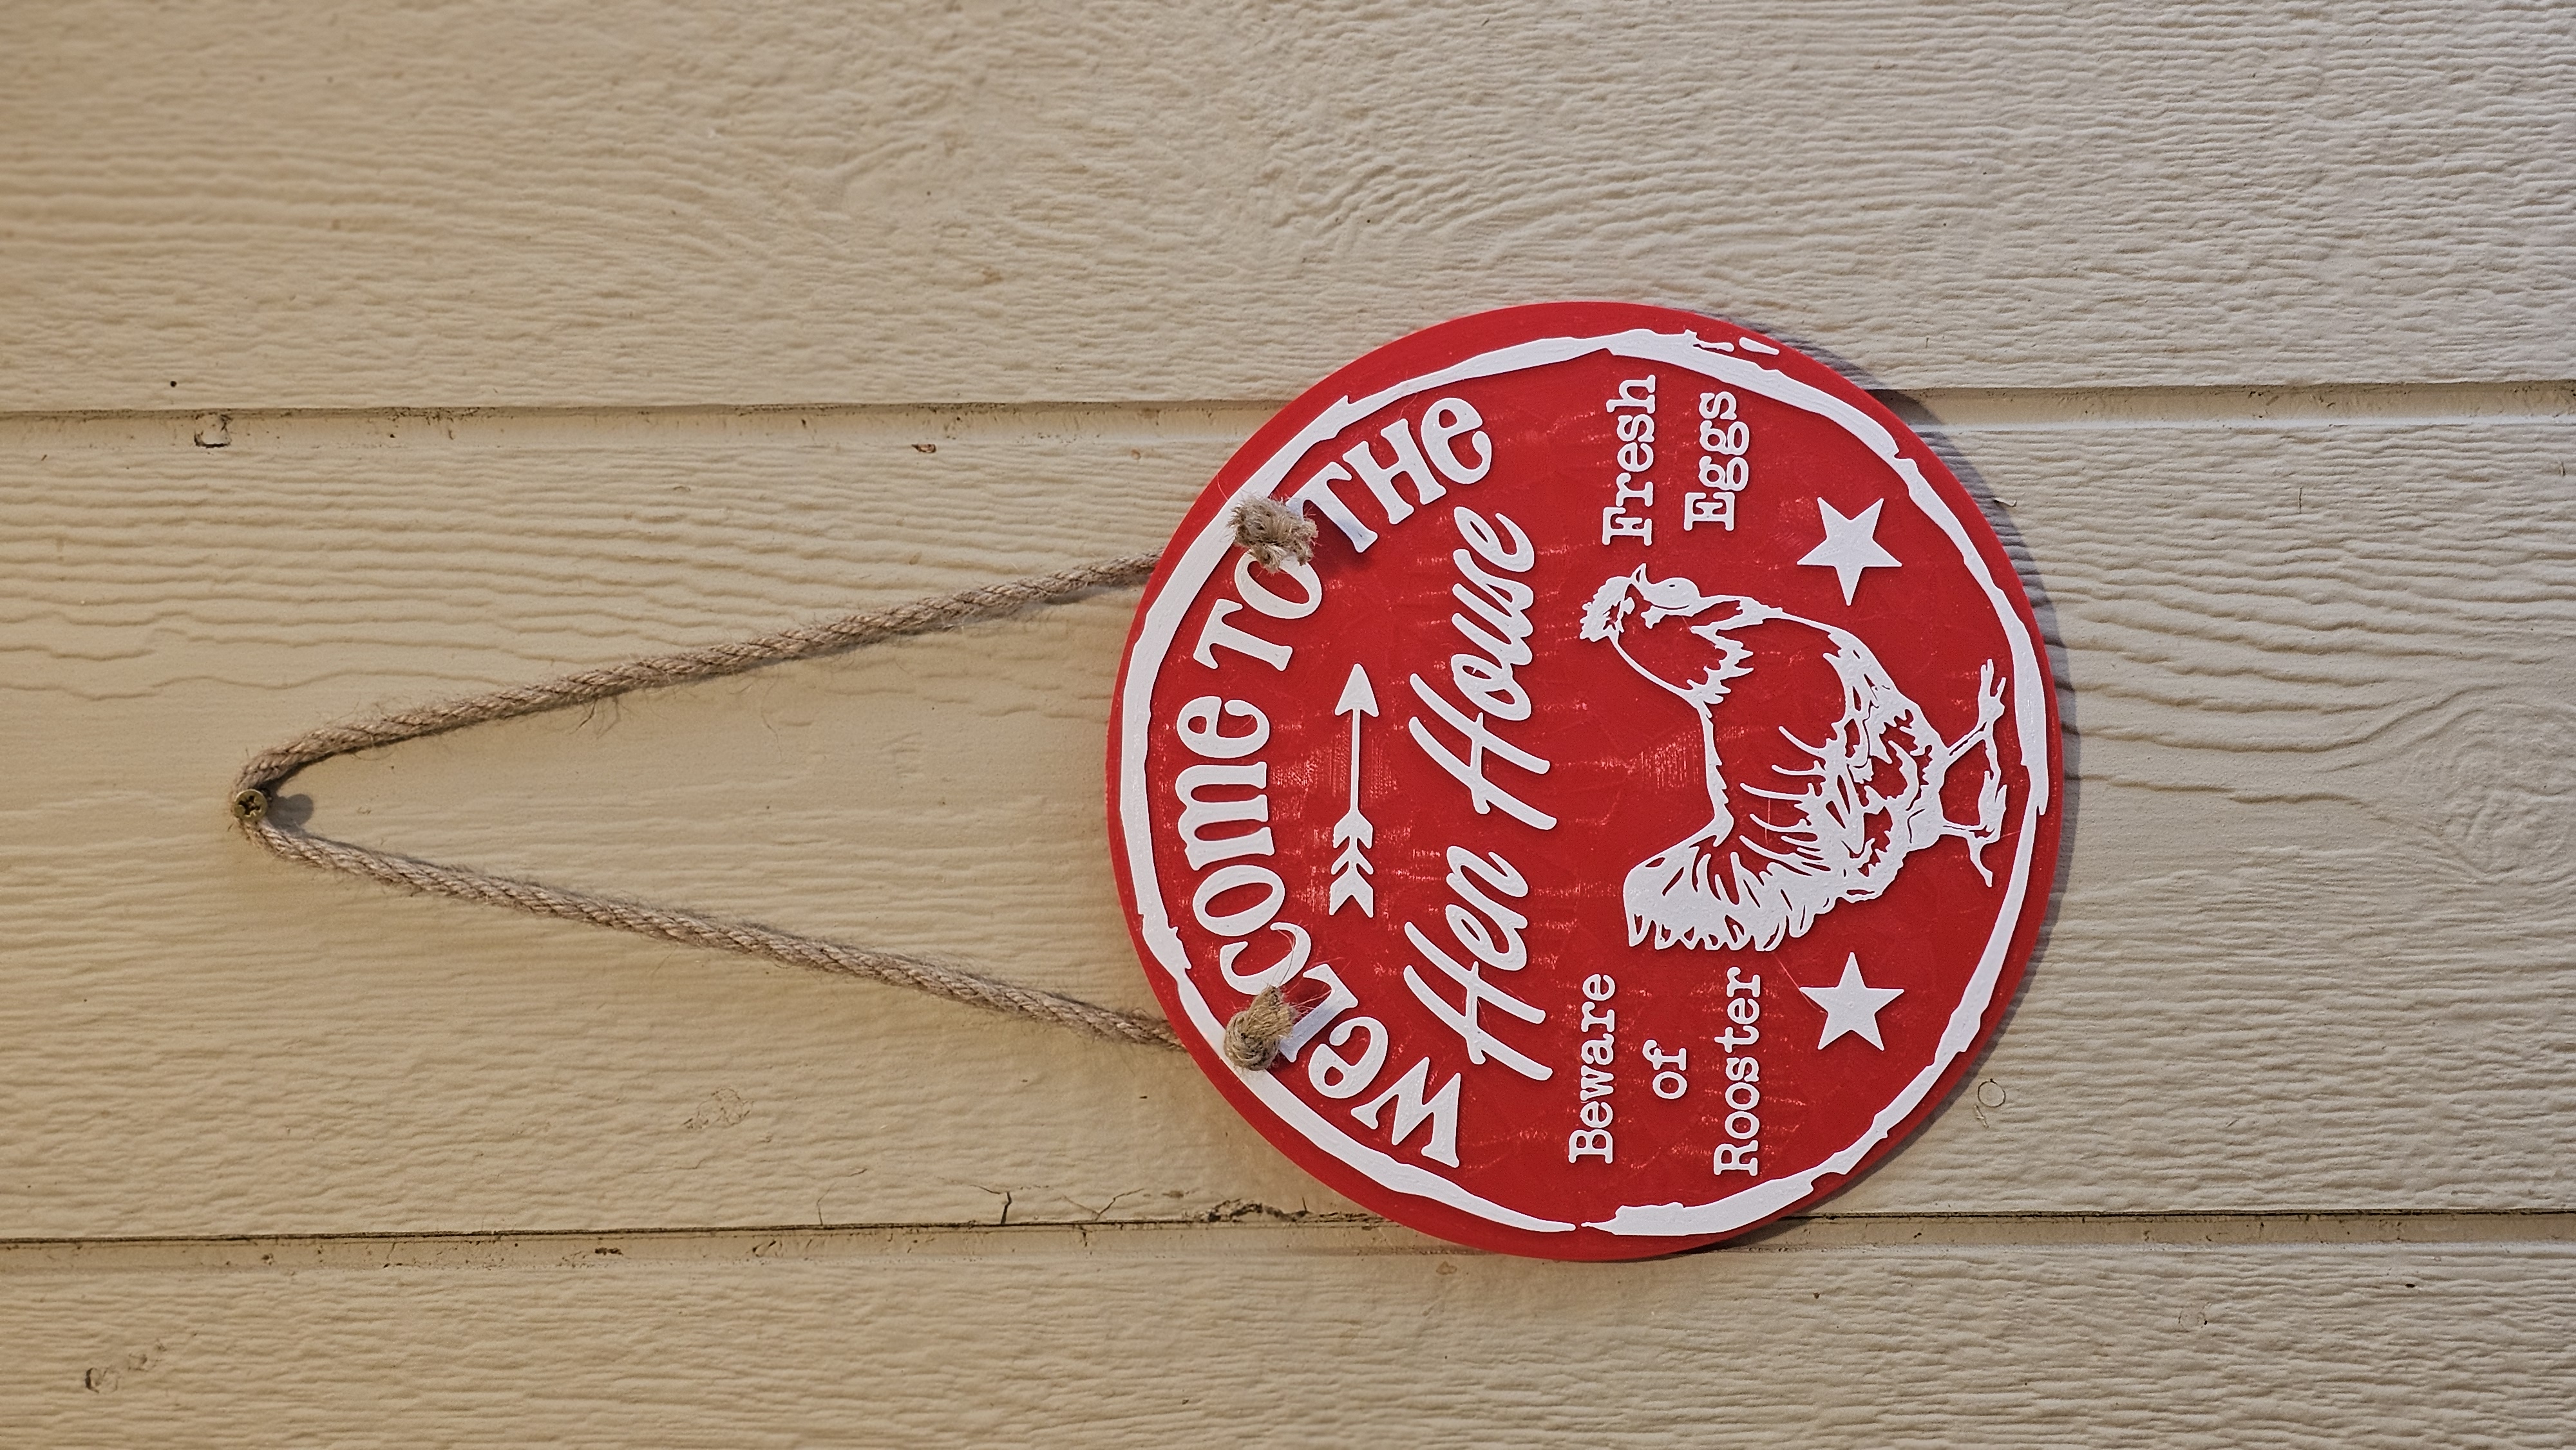 WeLcome TO THe
Hen House
Beware
of
Rooster
Fresh
Eggs